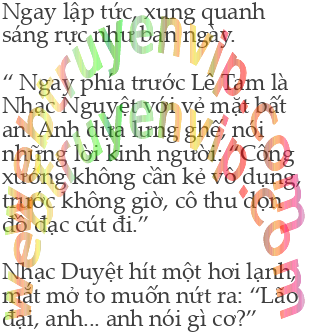 Ngay lập tức, xung quanh
sáng rực như ban ngày.
“ Ngay phía trước Lê Tam là
Nhạc Nguyệt với vẻ mặt bất
an. Anh dựa lưng ghế, nói
những lời kinh người: “Công
xưởng không cần kẻ vô dụng,
trước không giờ, cô thu dọn
đồ đạc cút đi.”
Nhạc Duyệt hít một hơi lạnh,
mắt mở to muốn nứt ra: “Lão
đại, anh... anh nói gì cơ?”